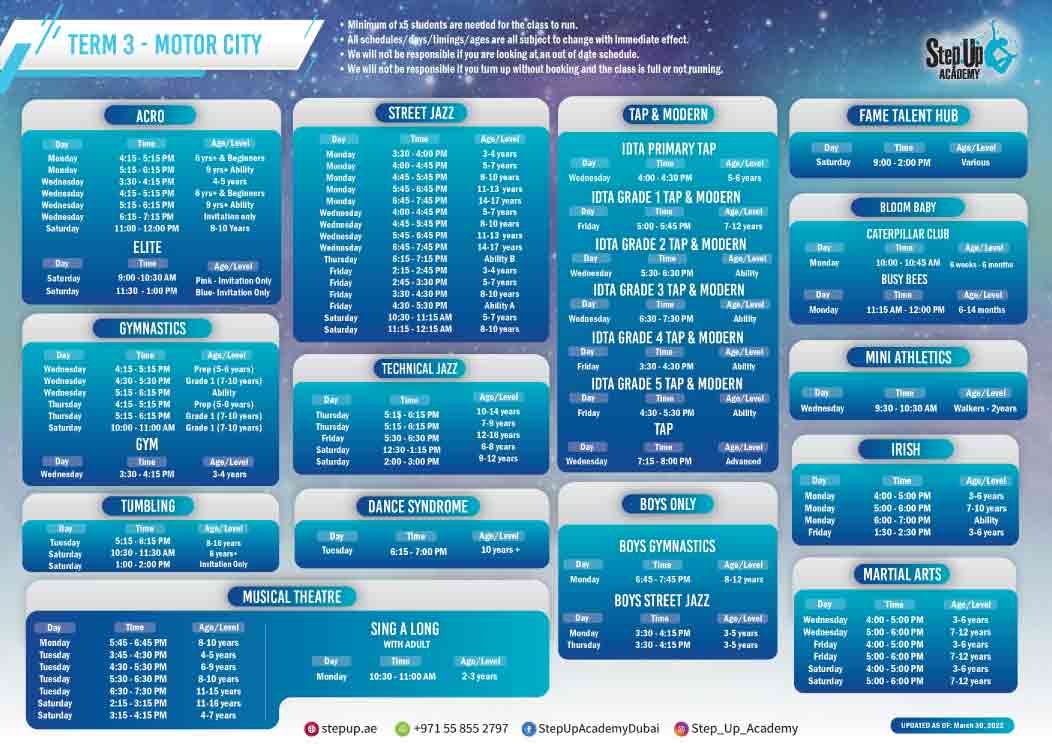 TERM 3 - MOTOR CITY
• Minimum of x5 students are needed for the class to run.
• All schedules/days/timings/ages are all subject to change with immediate effect.
• We will not be responsible if you are looking at an out of date schedule.
• We will not be responsible if you turn up without booking and the class is full or not running.
Step Up
ACADEMY
ACRO
Day Time Age/Level
Monday 4:15 - 5:15 PM 6 yrs+ & Beginners
Monday 5:15 - 6:15 PM 9 yrs+ Ability
Wednesday 3:30 - 4:15 PM 4-5 years
Wednesday 4:15 - 5:15 PM 6 yrs+ & Beginners
Wednesday 5:15 - 6:15 PM 9 yrs+ Ability
Wednesday 6:15 - 7:15 PM Invitation only
Saturday 11:00 - 12:00 PM 8-10 Years
ELITE
Day Time Age/Level
Saturday 9:00 -10:30 AM Pink - Invitation Only
Saturday 11:30 - 1:00 PM Blue- Invitation Only
GYMNASTICS
Day Time Age/Level
Wednesday 4:15 - 5:15 PM Prep (5-6 years)
Wednesday 4:30 - 5:30 PM Grade 1 (7-10 years)
Wednesday 5:15 - 6:15 PM Ability
Thursday 4:15 - 5:15 PM Prep (5-6 years)
Thursday 5:15 - 6:15 PM Grade 1 (7-10 years)
Saturday 10:00 - 11:00 AM Grade 1 (7-10 years)
GYM
Day Time Age/Level
Wednesday 3:30 - 4:15 PM 3-4 years
TUMBLING
Day Time Age/Level
Tuesday 5:15 - 6:15 PM 8-16 years
Saturday 10:30 - 11:30 AM 6 years+
Saturday 1:00 - 2:00 PM Invitation Only
STREET JAZZ
Day Time Age/Level
Monday 3:30 - 4:00 PM 3-4 years
Monday 4:00 - 4:45 PM 5-7 years
Monday 4:45 - 5:45 PM 8-10 years
Monday 5:45 - 6:45 PM 11-13 years
Monday 6:45 - 7:45 PM 14-17 years
Wednesday 4:00 - 4:45 PM 5-7 years
Wednesday 4:45 - 5:45 PM 8-10 years
Wednesday 5:45 - 6:45 PM 11-13 years
Wednesday 6:45 - 7:45 PM 14-17 years
Thursday 6:15 - 7:15 PM Ability B
Friday 2:15 - 2:45 PM 3-4 years
Friday 2:45 - 3:30 PM 5-7 years
Friday 3:30 - 4:30 PM 8-10 years
Friday 4:30 - 5:30 PM Ability A
Saturday 10:30 - 11:15 AM 5-7 years
Saturday 11:15 - 12:15 AM 8-10 years
TECHNICAL JAZZ
Day Time Age/Level
Thursday 5:15 - 6:15 PM 10-14 years
Thursday 5:15 - 6:15 PM 7-9 years
Friday 5:30 - 6:30 PM 12-16 years
Saturday 12:30 -1:15 PM 6-8 years
Saturday 2:00 - 3:00 PM 9-12 years
DANCE SYNDROME
Day Time Age/Level
Tuesday 6:15 - 7:00 PM 10 years +
TAP & MODERN
IDTA PRIMARY TAP
Day Time Age/Level
Wednesday 4:00 - 4:30 PM 5-6 years
IDTA GRADE 1 TAP & MODERN
Day Time Age/Level
Friday 5:00 - 5:45 PM 7-12 years
IDTA GRADE 2 TAP & MODERN
Day Time Age/Level
Wednesday 5:30- 6:30 PM Ability
IDTA GRADE 3 TAP & MODERN
Day Time Age/Level
Wednesday 6:30 - 7:30 PM Ability
IDTA GRADE 4 TAP & MODERN
Day Time Age/Level
Friday 3:30 - 4:30 PM Ability
IDTA GRADE 5 TAP & MODERN
Day Time Age/Level
Friday 4:30 - 5:30 PM Ability
TAP
Day Time Age/Level
Wednesday 7:15 - 8:00 PM Advanced
BOYS ONLY
BOYS GYMNASTICS
Day Time Age/Level
Monday 6:45 - 7:45 PM 8-12 years
BOYS STREET JAZZ
Day Time Age/Level
Monday 3:30 - 4:15 PM 3-5 years
Thursday 3:30 - 4:15 PM 3-5 years
FAME TALENT HUB
Day Time Age/Level
Saturday 9:00 - 2:00 PM Various
BLOOM BABY
CATERPILLAR CLUB
Day Time Age/Level
Monday 10:00 - 10:45 AM 6 weeks - 6 months
BUSY BEES
Day Time Age/Level
Monday 11:15 AM - 12:00 PM 6-14 months
MINI ATHLETICS
Day Time Age/Level
Wednesday 9:30 - 10:30 AM Walkers - 2years
IRISH
Day Time Age/Level
Monday 4:00 - 5:00 PM 3-6 years
Monday 5:00 - 6:00 PM 7-10 years
Monday 6:00 - 7:00 PM Ability
Friday 1:30 - 2:30 PM 3-6 years
MARTIAL ARTS
Day Time Age/Level
Wednesday 4:00 - 5:00 PM 3-6 years
Wednesday 5:00 - 6:00 PM 7-12 years
Friday 4:00 - 5:00 PM 3-6 years
Friday 5:00 - 6:00 PM 7-12 years
Saturday 4:00 - 5:00 PM 3-6 years
Saturday 5:00 - 6:00 PM 7-12 years
MUSICAL THEATRE
Day Time Age/Level
Monday 5:45 - 6:45 PM 8-10 years
Tuesday 3:45 - 4:30 PM 4-5 years
Tuesday 4:30 - 5:30 PM 6-9 years
Tuesday 5:30 - 6:30 PM 8-10 years
Tuesday 6:30 - 7:30 PM 11-15 years
Saturday 2:15 - 3:15 PM 11-16 years
Saturday 3:15 - 4:15 PM 4-7 years
SING A LONG
WITH ADULT
Day Time Age/Level
Monday 10:30 - 11:00 AM 2-3 years
stepup.ae +971 55 855 2797 StepUpAcademyDubai Step_Up_Academy
UPDATED AS OF: March 30, 2022